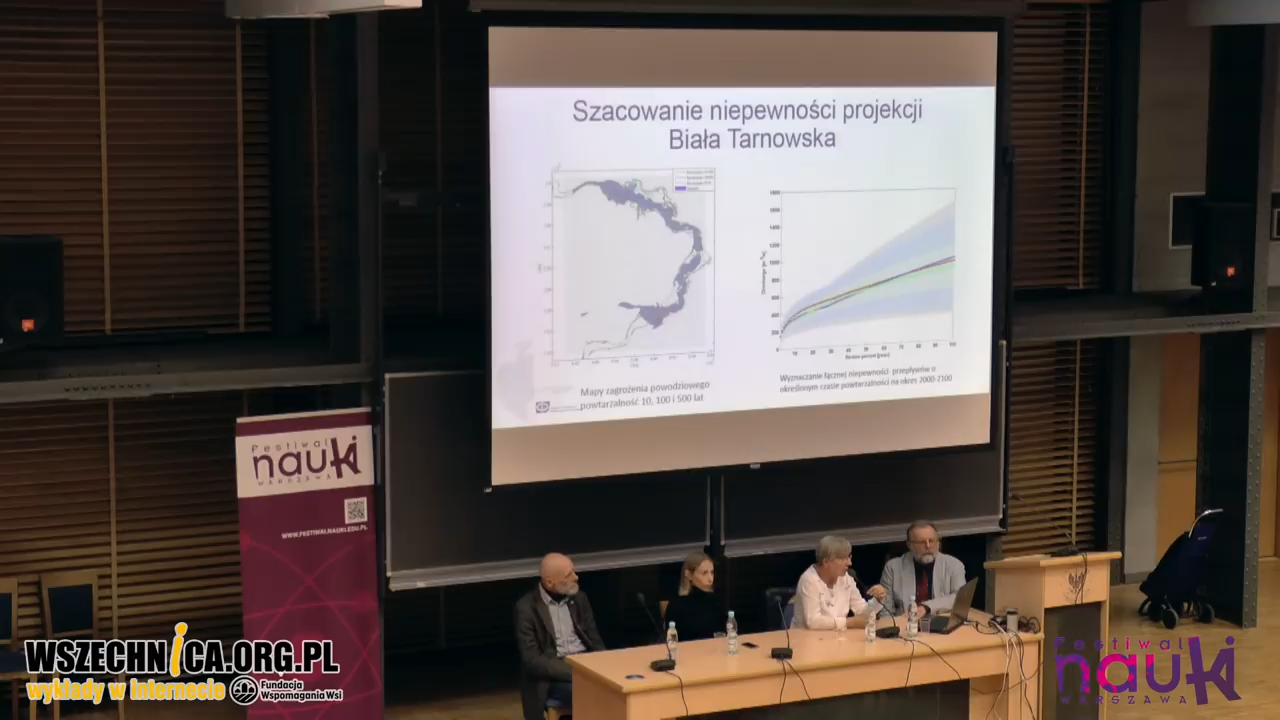 Szacowanie niepewności projekcji
Biała Tarnowska
Mapy zagrożenia powodziowego
powtarzalność 10, 100 i 500 lat
Wyznaczanie łącznej niepewności przepływów o
określonym czasie powtarzalności na okres 2000-2100
Festiwal
nauki
WARSZAWA
WWW.FESTIWALNAUKI.EDU.PL
WSZECHNICA.ORG.PL
wykłady w internecie
Fundacja
Wspomagania Wsi
Festiwal
nauki
WARSZAWA